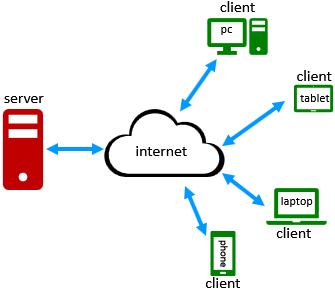 client
pc
client
tablet
server
internet
laptop
client
phone
client